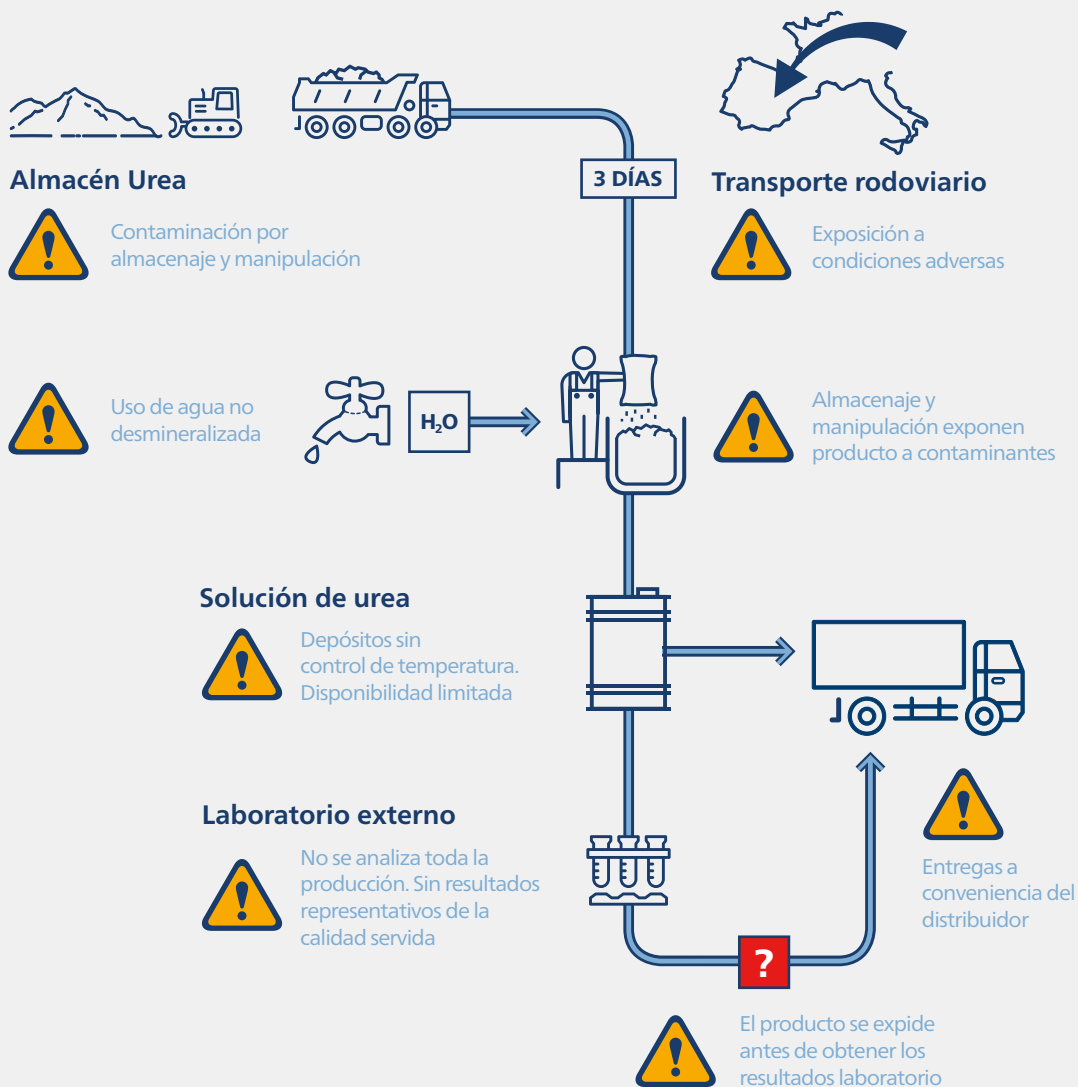 Almacén Urea
Contaminación por
almacenaje y manipulación
3 DÍAS
Transporte rodoviario
Exposición a
condiciones adversas
Uso de agua no
desmineralizada
H₂O
Almacenaje y
manipulación exponen
producto a contaminantes
Solución de urea
Depósitos sin
control de temperatura.
Disponibilidad limitada
Laboratorio externo
No se analiza toda la
producción. Sin resultados
representativos de la
calidad servida
Entregas a
conveniencia del
distribuidor
?
El producto se expide
antes de obtener los
resultados laboratorio